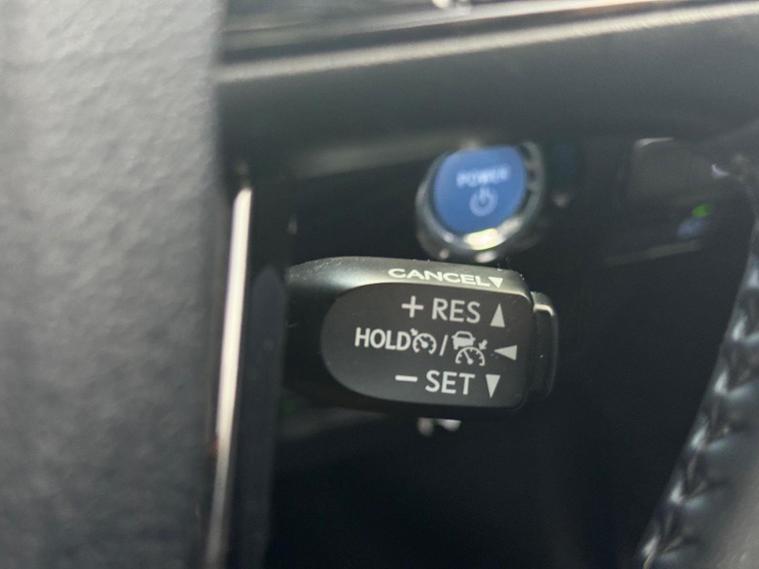 POWER
CANCEL▼
+ RES ▲
HOLD / ◀
− SET ▼